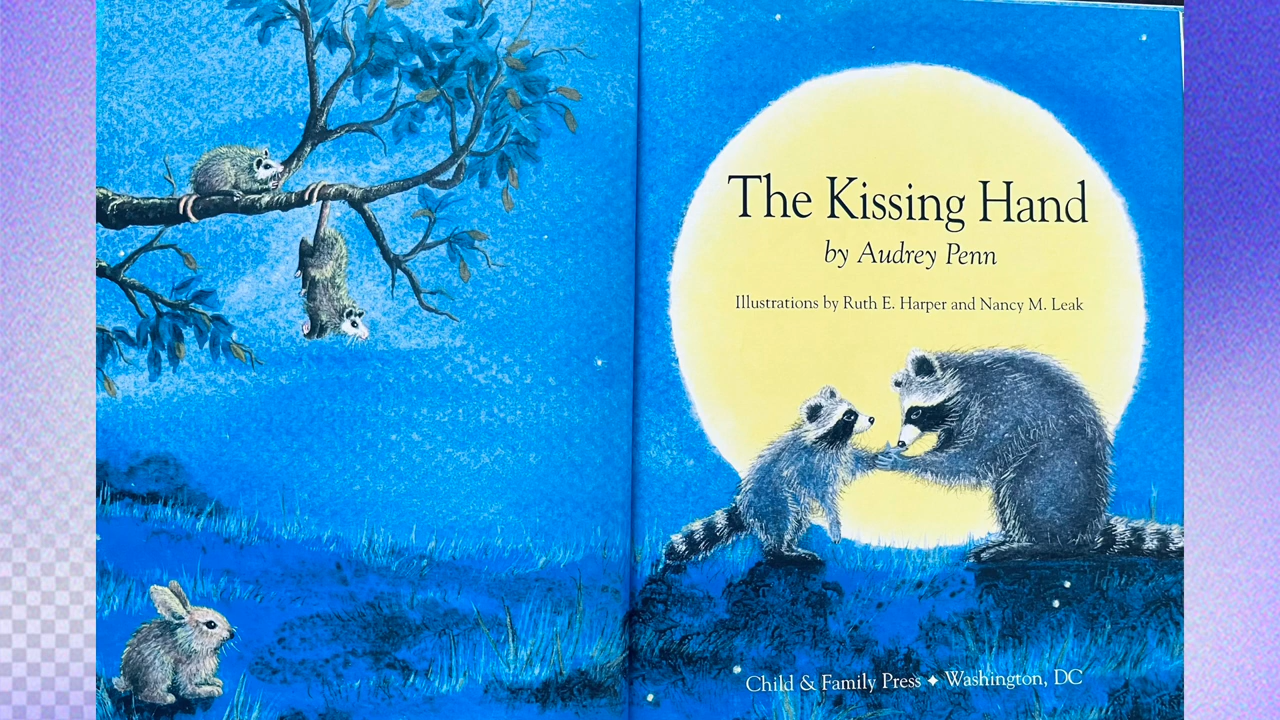 The Kissing Hand
by Audrey Penn
Illustrations by Ruth E. Harper and Nancy M. Leak
Child & Family Press ✦ Washington, DC